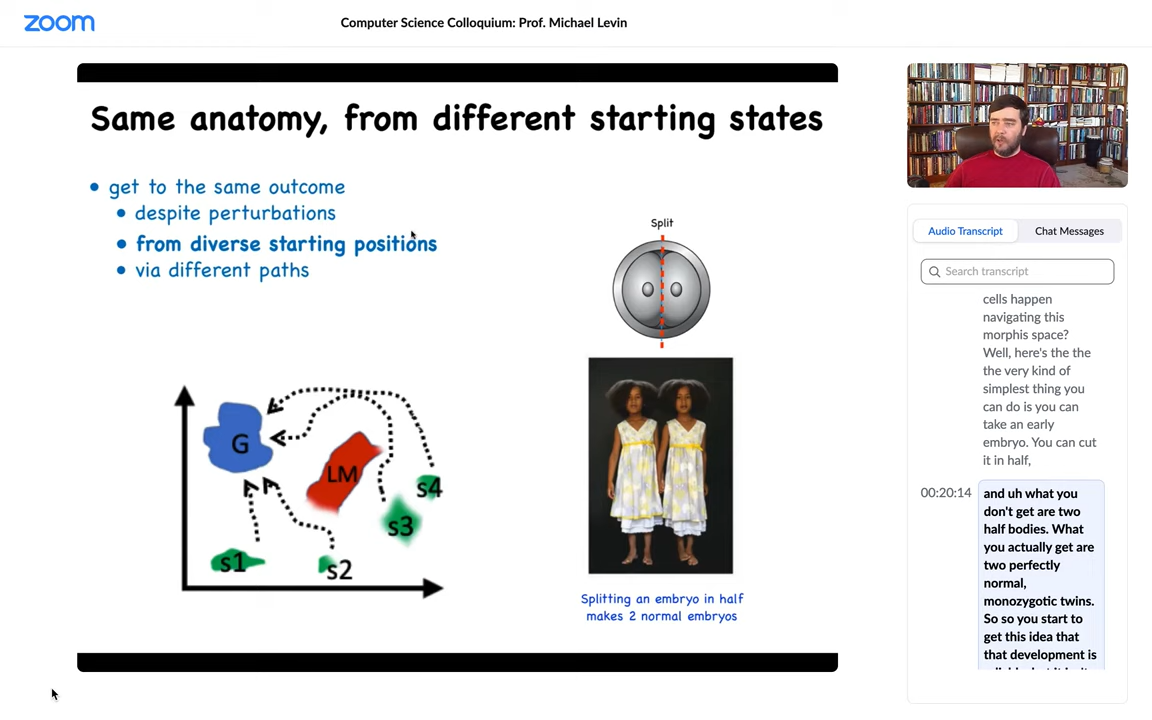 zoom
Computer Science Colloquium: Prof. Michael Levin
Same anatomy, from different starting states
• get to the same outcome
• despite perturbations
• from diverse starting positions
• via different paths
Split
G
LM
s4
s3
s1
s2
Splitting an embryo in half
makes 2 normal embryos
Audio Transcript
Chat Messages
Search transcript
cells happen
navigating this
morphis space?
Well, here's the the
the very kind of
simplest thing you
can do is you can
take an early
embryo. You can cut
it in half,
00:20:14
and uh what you
don't get are two
half bodies. What
you actually get are
two perfectly
normal,
monozygotic twins.
So so you start to
get this idea that
that development is